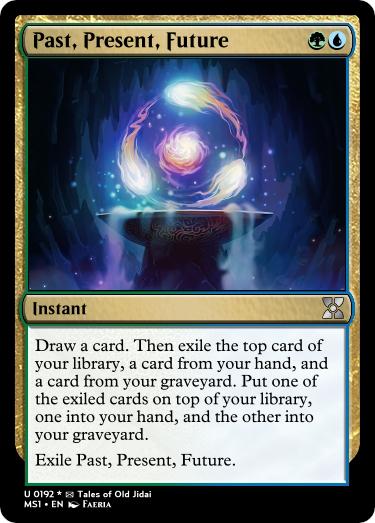 Past, Present, Future
Instant
Draw a card. Then exile the top card of
your library, a card from your hand, and
a card from your graveyard. Put one of
the exiled cards on top of your library,
one into your hand, and the other into
your graveyard.
Exile Past, Present, Future.
U 0192 * Tales of Old Jidai
MS1 • EN Faeria